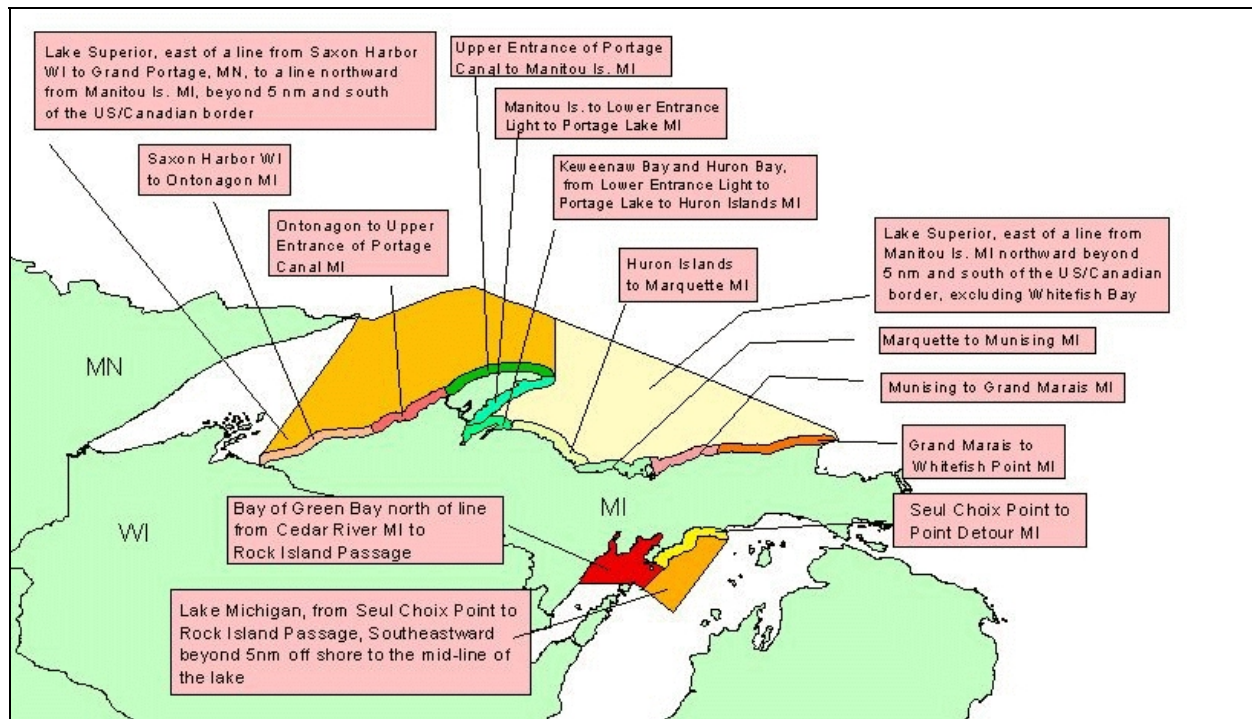 Lake Superior, east of a line from Saxon Harbor
WI to Grand Portage, MN, to a line northward
from Manitou Is. MI, beyond 5 nm and south
of the US/Canadian border
Upper Entrance of Portage
Canal to Manitou Is. MI
Manitou Is. to Lower Entrance
Light to Portage Lake MI
Saxon Harbor WI
to Ontonagon MI
Keweenaw Bay and Huron Bay,
from Lower Entrance Light to
Portage Lake to Huron Islands MI
Ontonagon to Upper
Entrance of Portage
Canal MI
Huron Islands
to Marquette MI
Lake Superior, east of a line from
Manitou Is. MI northward beyond
5 nm and south of the US/Canadian
border, excluding Whitefish Bay
Marquette to Munising MI
MN
Munising to Grand Marais MI
Grand Marais to
Whitefish Point MI
WI
MI
Bay of Green Bay north of line
from Cedar River MI to
Rock Island Passage
Seul Choix Point to
Point Detour MI
Lake Michigan, from Seul Choix Point to
Rock Island Passage, Southeastward
beyond 5nm off shore to the mid-line of
the lake